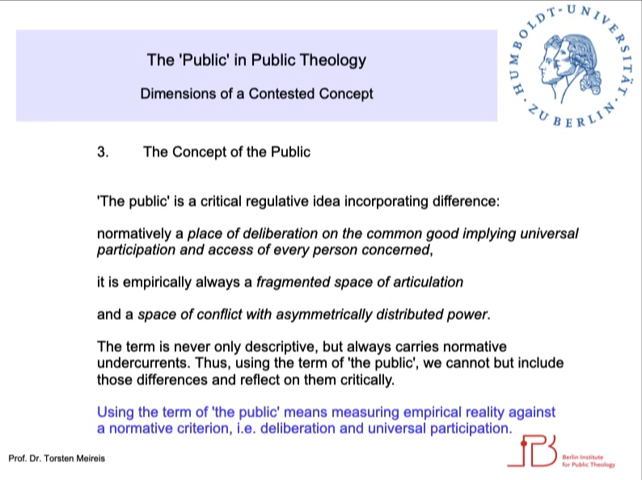 The 'Public' in Public Theology
Dimensions of a Contested Concept
HUMBOLDT-UNIVERSITÄT · ZU BERLIN ·
3. The Concept of the Public
'The public' is a critical regulative idea incorporating difference:
normatively a place of deliberation on the common good implying universal
participation and access of every person concerned,
it is empirically always a fragmented space of articulation
and a space of conflict with asymmetrically distributed power.
The term is never only descriptive, but always carries normative
undercurrents. Thus, using the term of 'the public', we cannot but include
those differences and reflect on them critically.
Using the term of 'the public' means measuring empirical reality against
a normative criterion, i.e. deliberation and universal participation.
Prof. Dr. Torsten Meireis
Berlin Institute
for Public Theology